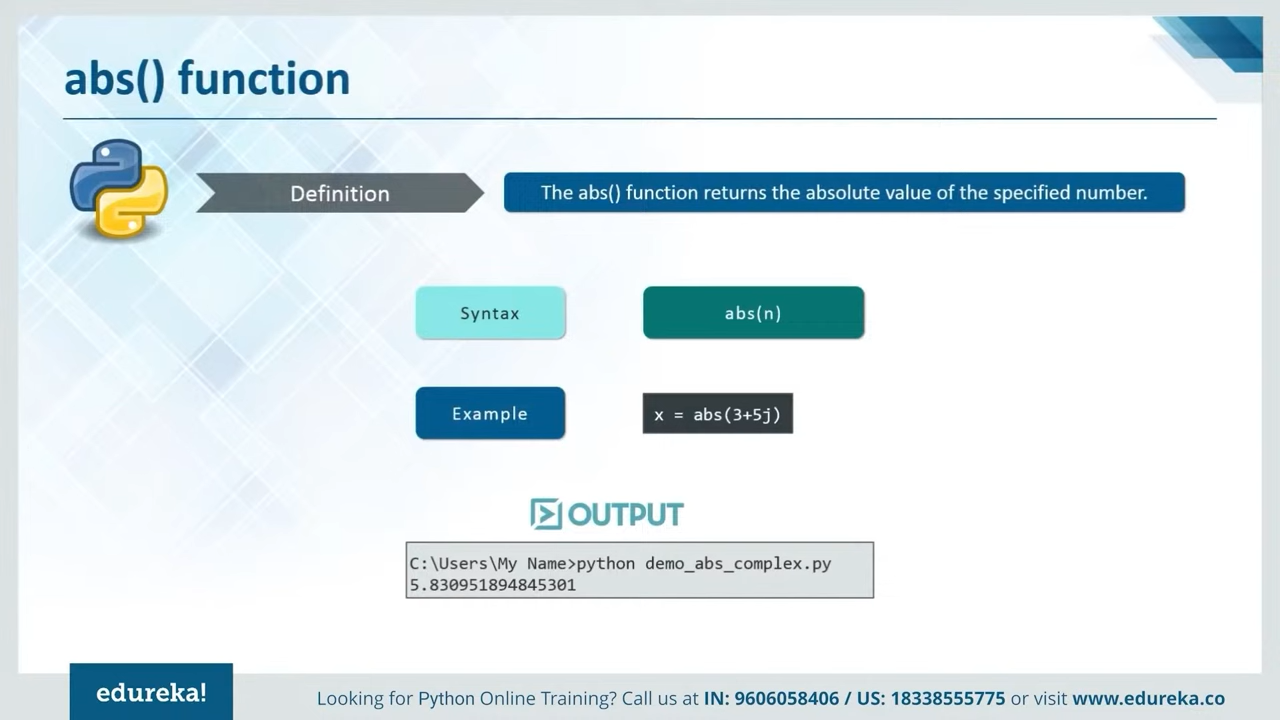 abs() function
Definition
The abs() function returns the absolute value of the specified number.
Syntax
abs(n)
Example
x = abs(3+5j)
OUTPUT
C:\Users\My Name>python demo_abs_complex.py
5.830951894845301
edureka!
Looking for Python Online Training? Call us at IN: 9606058406 / US: 18338555775 or visit www.edureka.co